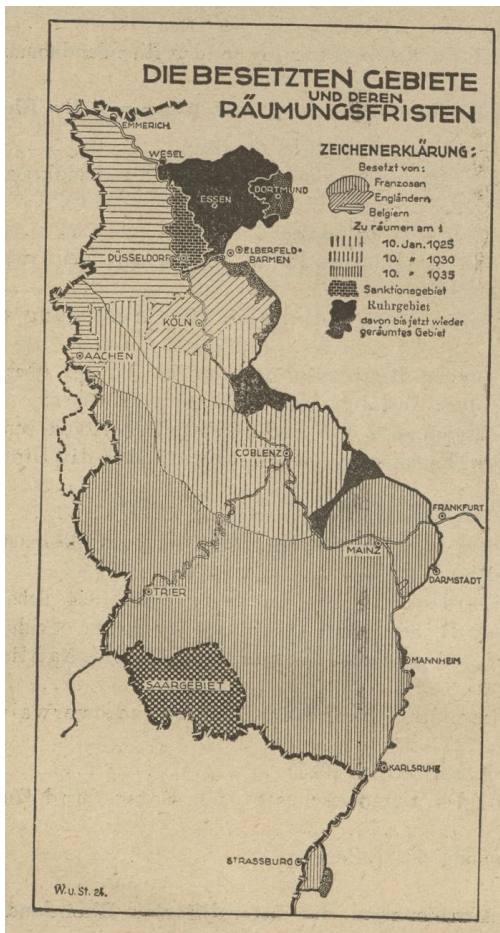 DIE BESETZTEN GEBIETE
UND DEREN
RÄUMUNGSFRISTEN
ZEICHENERKLÄRUNG:
Besetzt von:
Franzosen
Engländern
Belgiern
Zu räumen am:
10. Jan. 1925
10. " 1930
10. " 1935
Sanktionsgebiet
Ruhrgebiet
davon bis jetzt wieder
geräumtes Gebiet
EMMERICH
WESEL
ESSEN
DORTMUND
DÜSSELDORF
ELBERFELD-
BARMEN
KÖLN
AACHEN
COBLENZ
FRANKFURT
MAINZ
DARMSTADT
TRIER
MANNHEIM
SAARGEBIET
KARLSRUHE
STRASSBURG
W. u. St. 24.